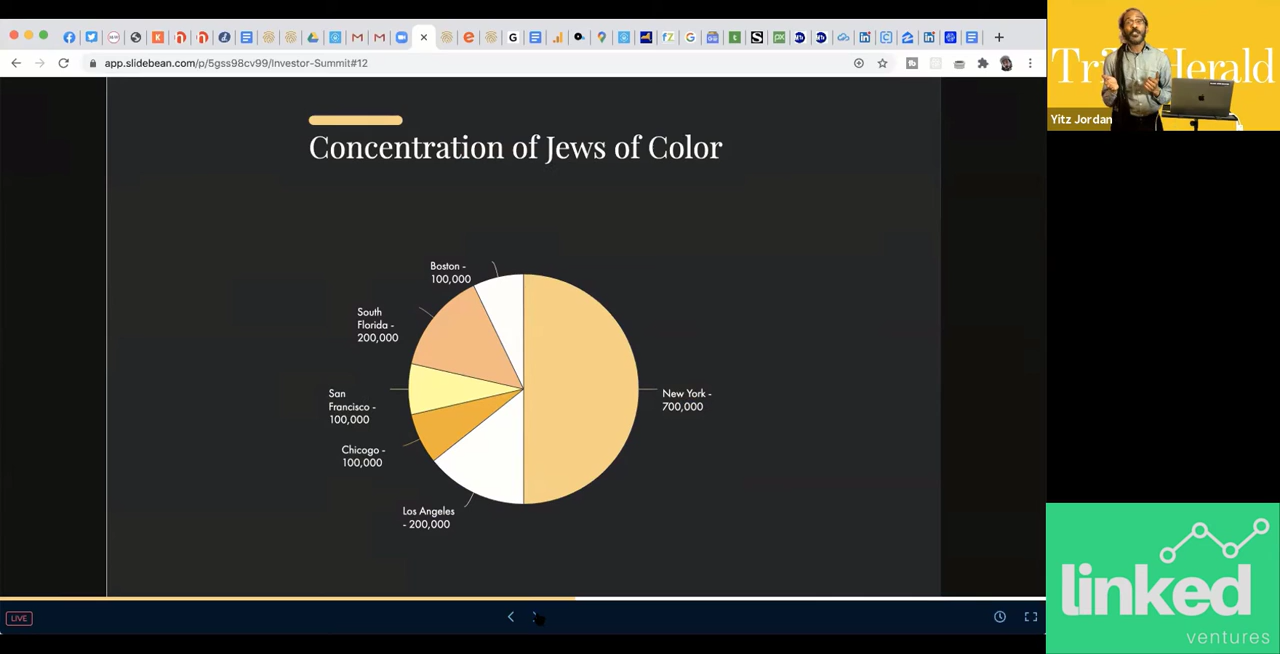 app.slidebean.com/p/5gss98cv99/Investor-Summit#12
Concentration of Jews of Color
Boston -
100,000
South
Florida -
200,000
San
Francisco -
100,000
Chicogo -
100,000
Los Angeles
- 200,000
New York -
700,000
LIVE
Herald
Yitz Jordan
linked
ventures